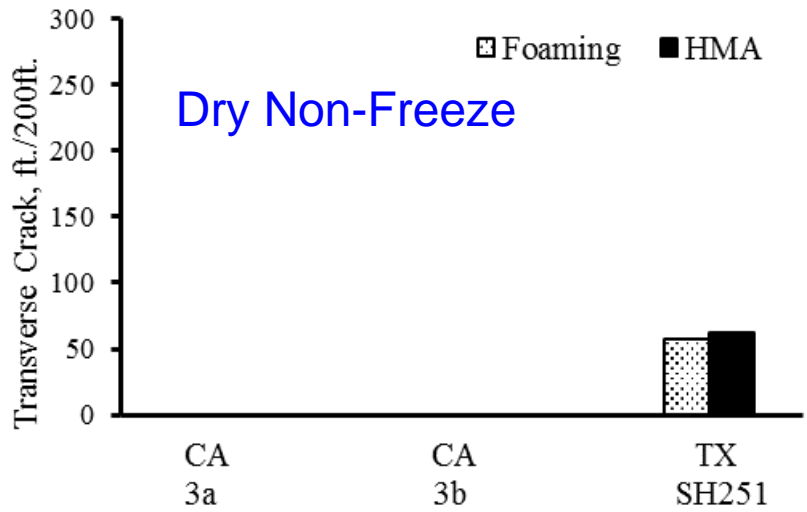 300
250
200
150
100
50
0
Transverse Crack, ft./200ft.
Foaming HMA
Dry Non-Freeze
CA
3a
CA
3b
TX
SH251